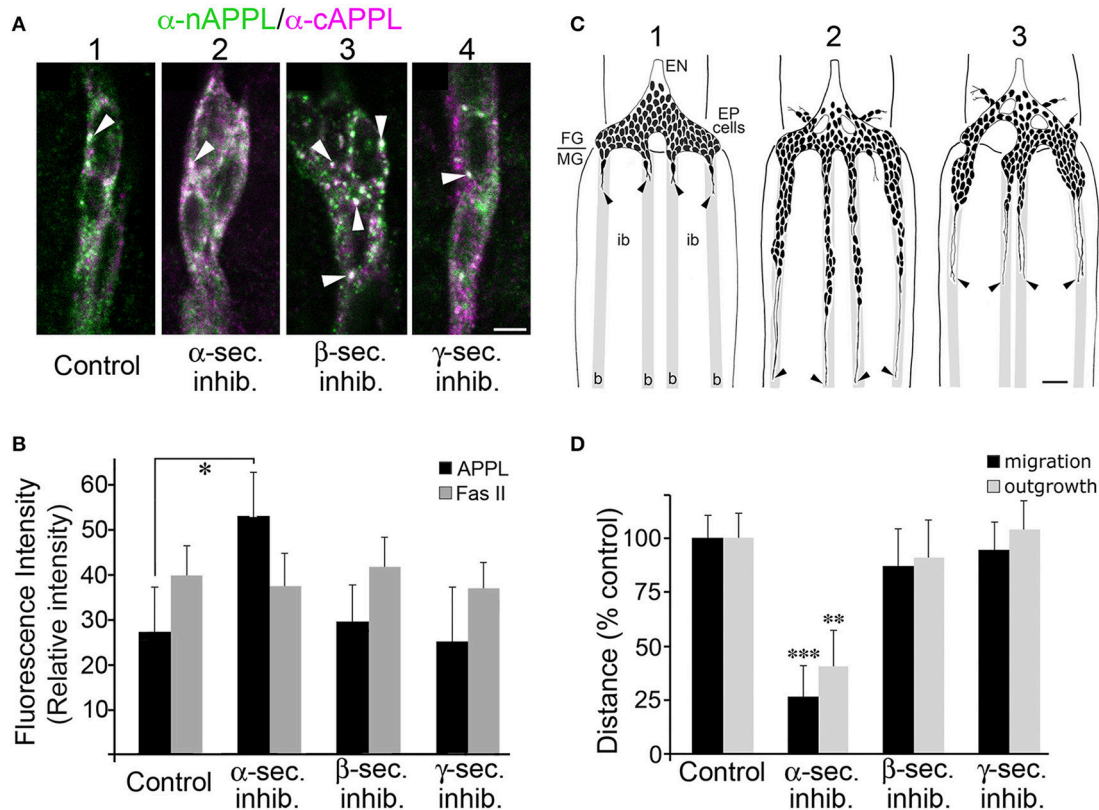 A
α-nAPPL/α-cAPPL
1 2 3 4
Control
α-sec. inhib.
β-sec. inhib.
γ-sec. inhib.
B
Fluorescence Intensity
(Relative intensity)
60
50
40
30
20
10
*
APPL
Fas II
Control
α-sec. inhib.
β-sec. inhib.
γ-sec. inhib.
C
1 2 3
EN
EP cells
FG
MG
ib ib
b b b b
D
Distance (% control)
100
75
50
25
0
migration
outgrowth
*** **
Control
α-sec. inhib.
β-sec. inhib.
γ-sec. inhib.